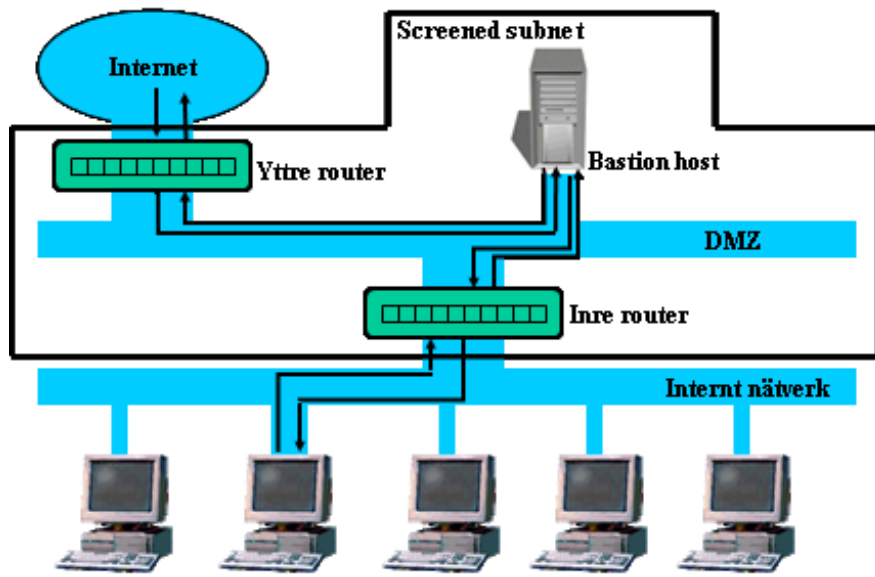 Screened subnet
Internet
Yttre router
Bastion host
DMZ
Inre router
Internt nätverk